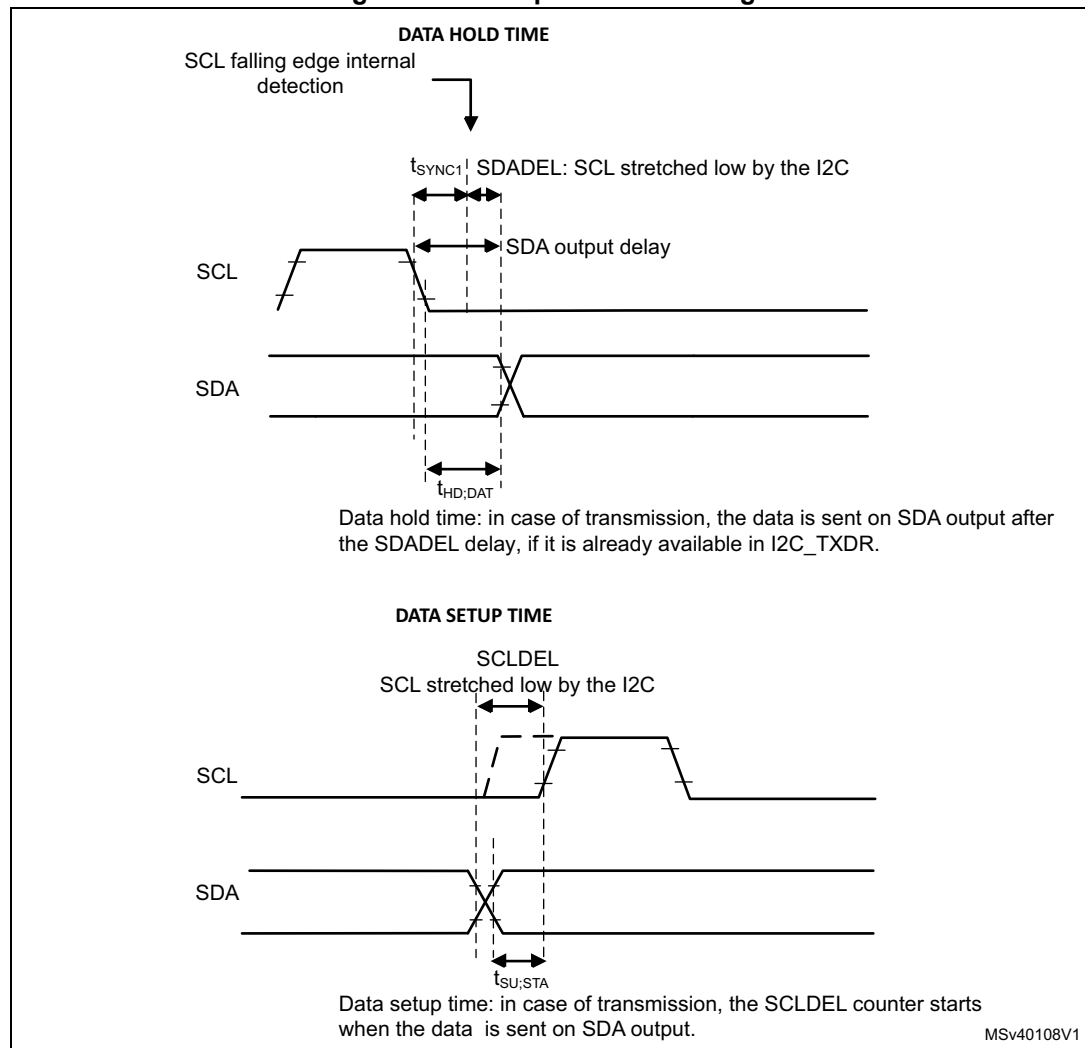 DATA HOLD TIME
SCL falling edge internal
detection
tSYNC1 SDADEL: SCL stretched low by the I2C
SDA output delay
SCL
SDA
tHD;DAT
Data hold time: in case of transmission, the data is sent on SDA output after
the SDADEL delay, if it is already available in I2C_TXDR.
DATA SETUP TIME
SCLDEL
SCL stretched low by the I2C
SCL
SDA
tSU;STA
Data setup time: in case of transmission, the SCLDEL counter starts
when the data is sent on SDA output.
MSv40108V1